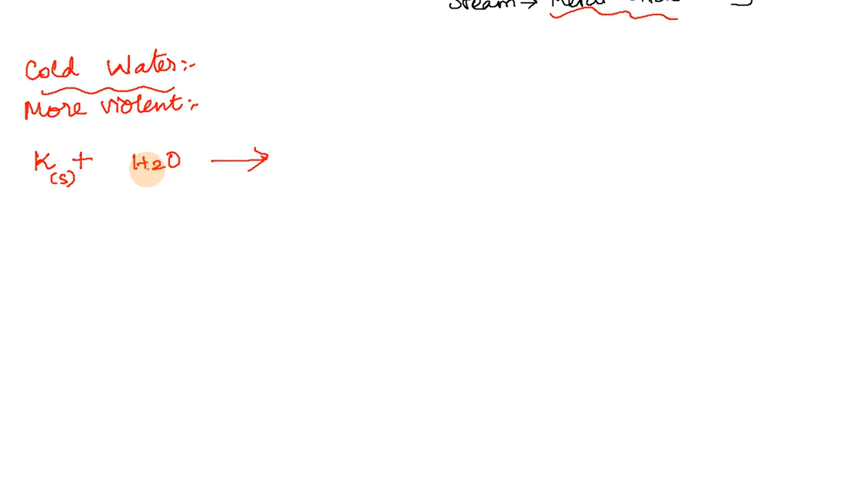 Steam →
Cold Water:-
More violent:-
K(s) + H2O →